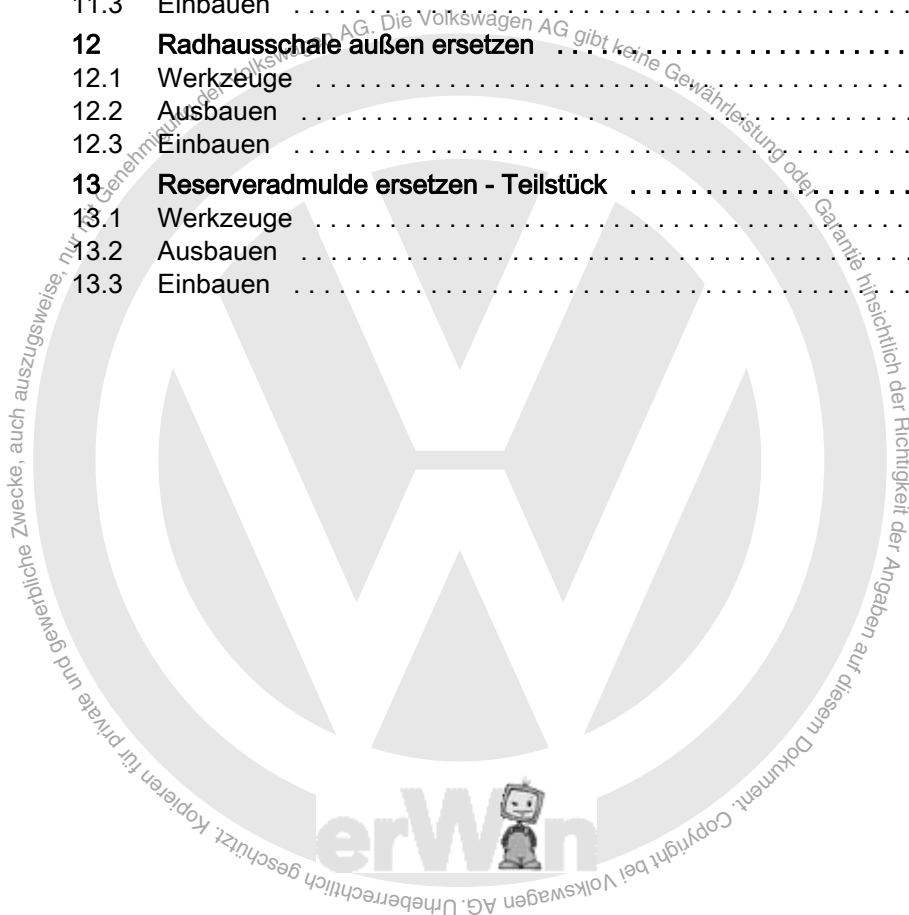 11.3 Einbauen . . . . . . . . . . . . . . . . . . . . . . . . . . . . . . . . . . . . . . . .
12 Radhausschale außen ersetzen . . . . . . . . . . . . . . . . . . . . . .
12.1 Werkzeuge . . . . . . . . . . . . . . . . . . . . . . . . . . . . . . . . . . . . . . .
12.2 Ausbauen . . . . . . . . . . . . . . . . . . . . . . . . . . . . . . . . . . . . . . . .
12.3 Einbauen . . . . . . . . . . . . . . . . . . . . . . . . . . . . . . . . . . . . . . . .
13 Reserveradmulde ersetzen - Teilstück . . . . . . . . . . . . . . . . .
13.1 Werkzeuge . . . . . . . . . . . . . . . . . . . . . . . . . . . . . . . . . . . . . . .
13.2 Ausbauen . . . . . . . . . . . . . . . . . . . . . . . . . . . . . . . . . . . . . . . .
13.3 Einbauen . . . . . . . . . . . . . . . . . . . . . . . . . . . . . . . . . . . . . . . .
Urheberrechtlich geschützt. Kopieren für private und gewerbliche Zwecke, auch auszugsweise, nur mit Genehmigung der Volkswagen AG. Die Volkswagen AG gibt keine Gewährleistung oder Garantie hinsichtlich der Richtigkeit der Angaben auf diesem Dokument. Copyright bei Volkswagen AG.
erWin